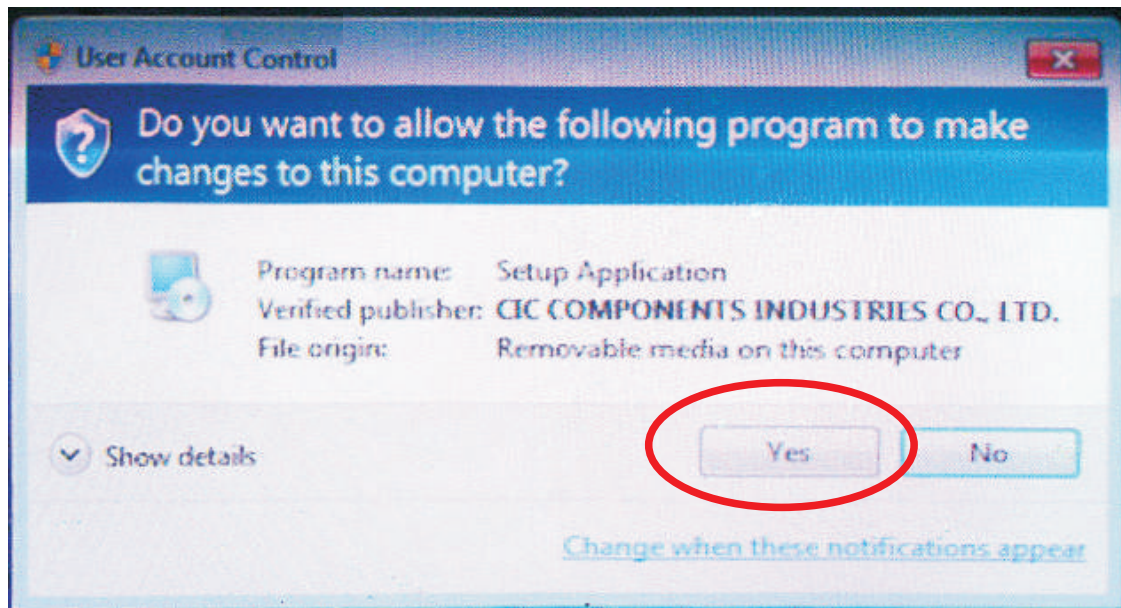 User Account Control
Do you want to allow the following program to make
changes to this computer?
Program name: Setup Application
Verified publisher: CIC COMPONENTS INDUSTRIES CO., LTD.
File origin: Removable media on this computer
Show details
Yes
No
Change when these notifications appear